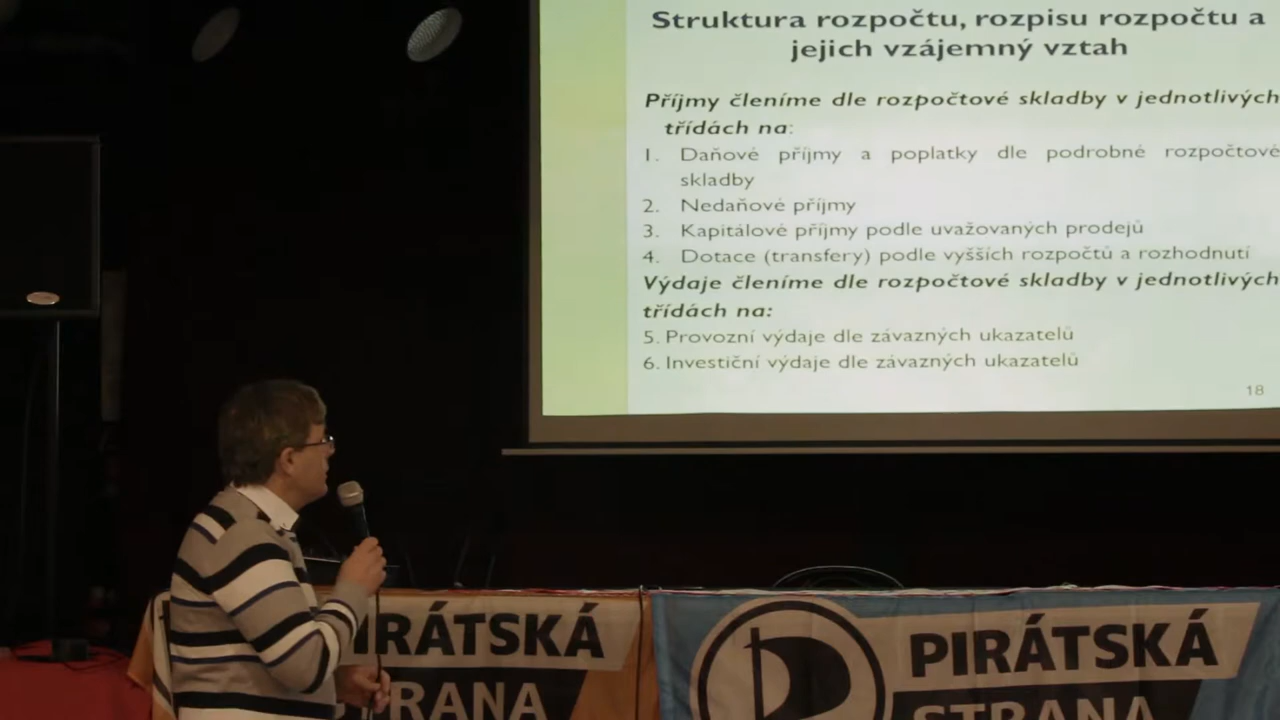 Struktura rozpočtu, rozpisu rozpočtu a
jejich vzájemný vztah
Příjmy členíme dle rozpočtové skladby v jednotlivých
třídách na:
1. Daňové příjmy a poplatky dle podrobné rozpočtové
skladby
2. Nedaňové příjmy
3. Kapitálové příjmy podle uvažovaných prodejů
4. Dotace (transfery) podle vyšších rozpočtů a rozhodnutí
Výdaje členíme dle rozpočtové skladby v jednotlivých
třídách na:
5. Provozní výdaje dle závazných ukazatelů
6. Investiční výdaje dle závazných ukazatelů
18
IRÁTSKÁ
RANA
PIRÁTSKÁ
STRANA